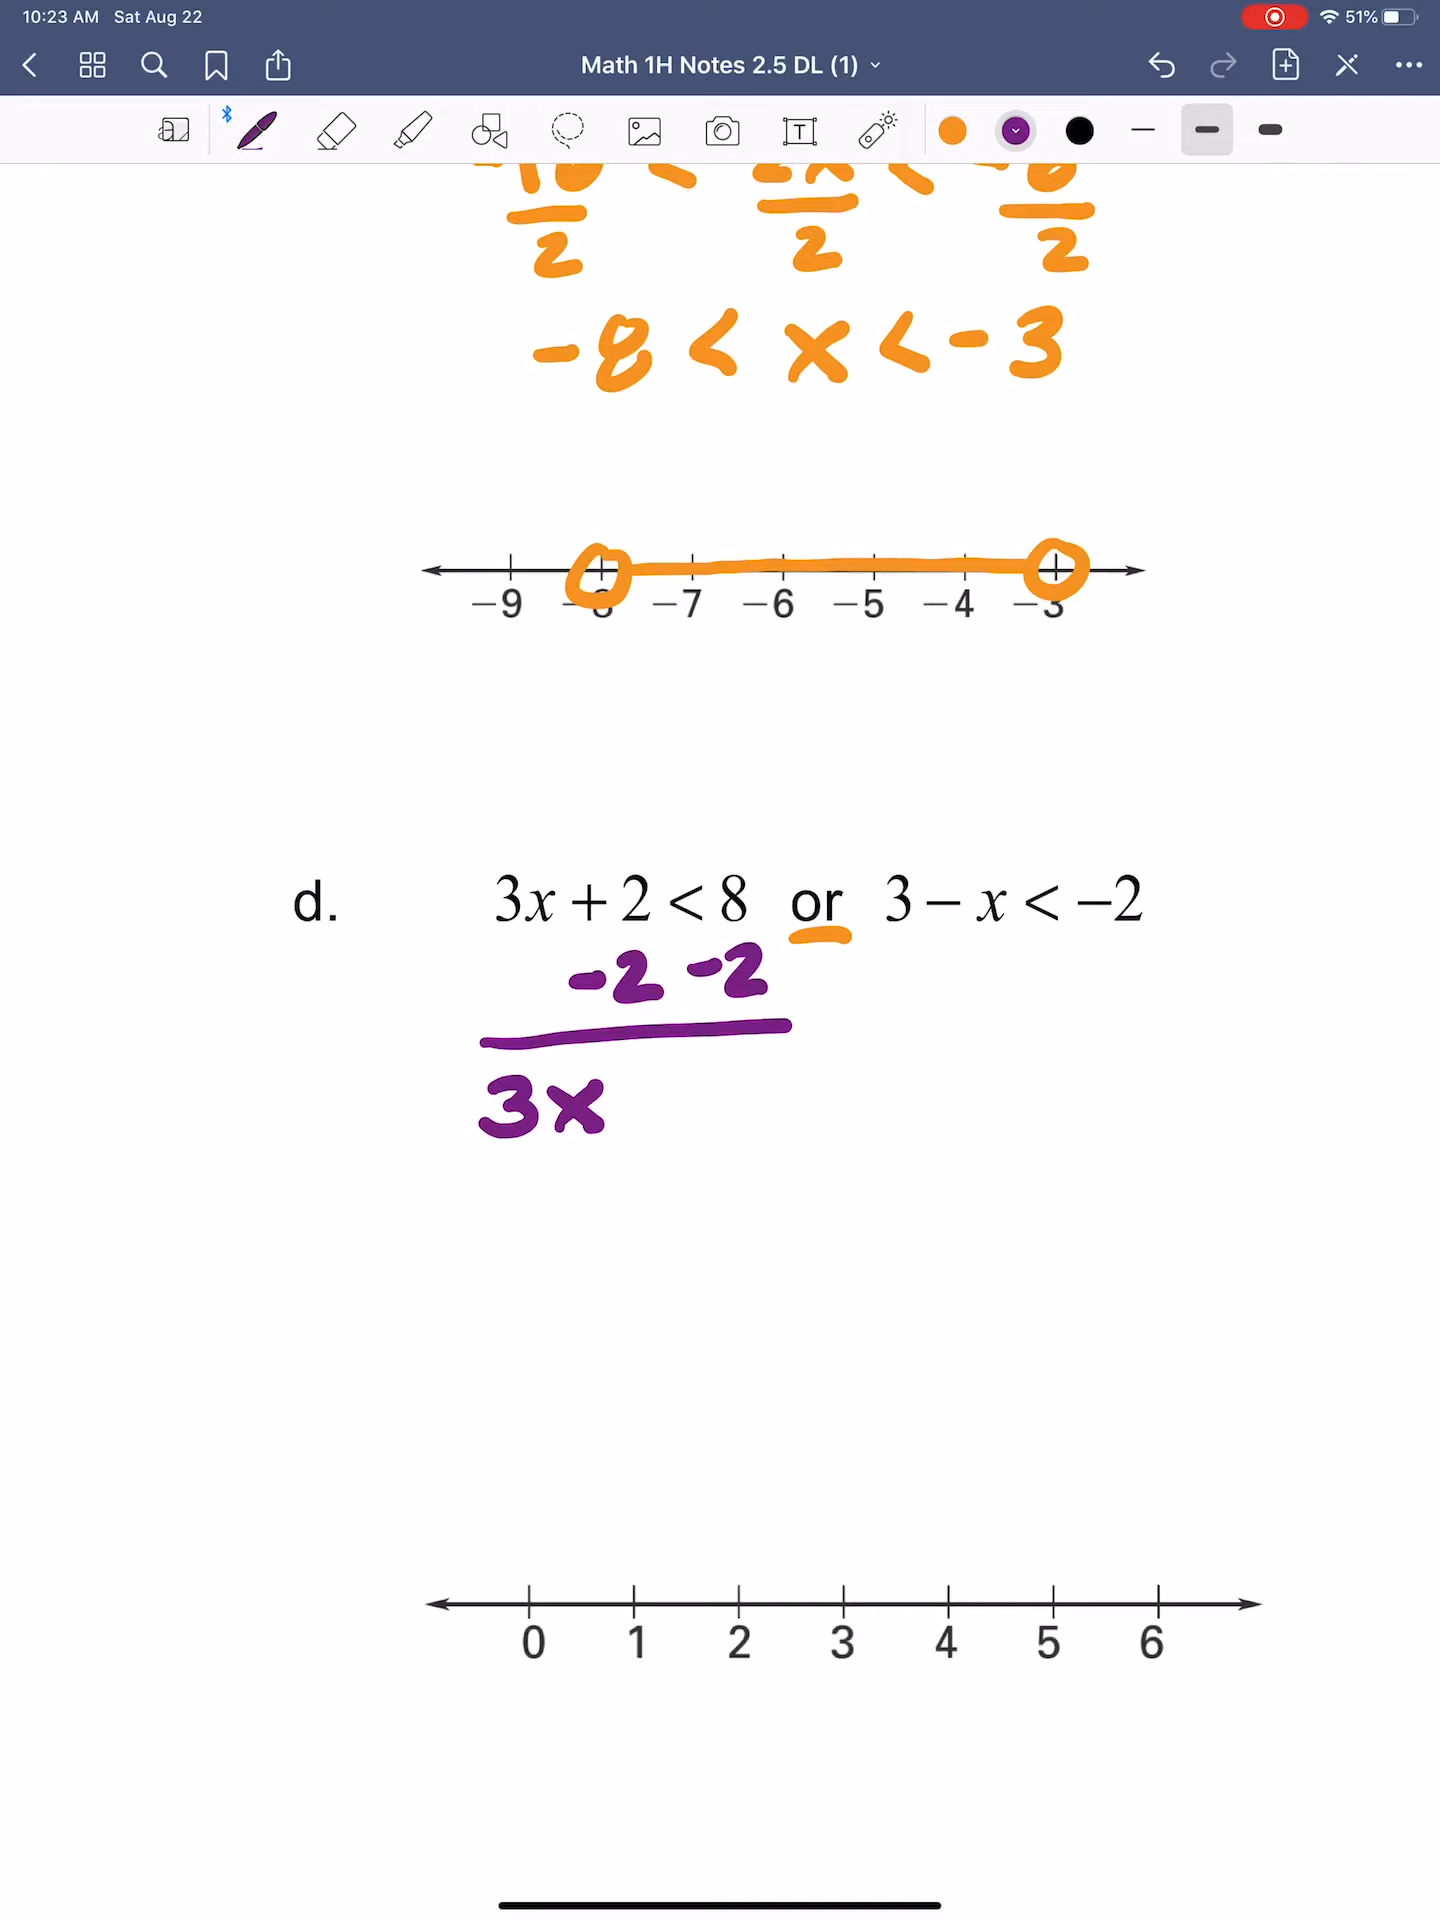 10:23 AM Sat Aug 22 51%
Math 1H Notes 2.5 DL (1)
2 2 2
-8 < x < -3
−9 −8 −7 −6 −5 −4 −3
d. 3x + 2 < 8 or 3 − x < −2
-2 -2
3x
0 1 2 3 4 5 6